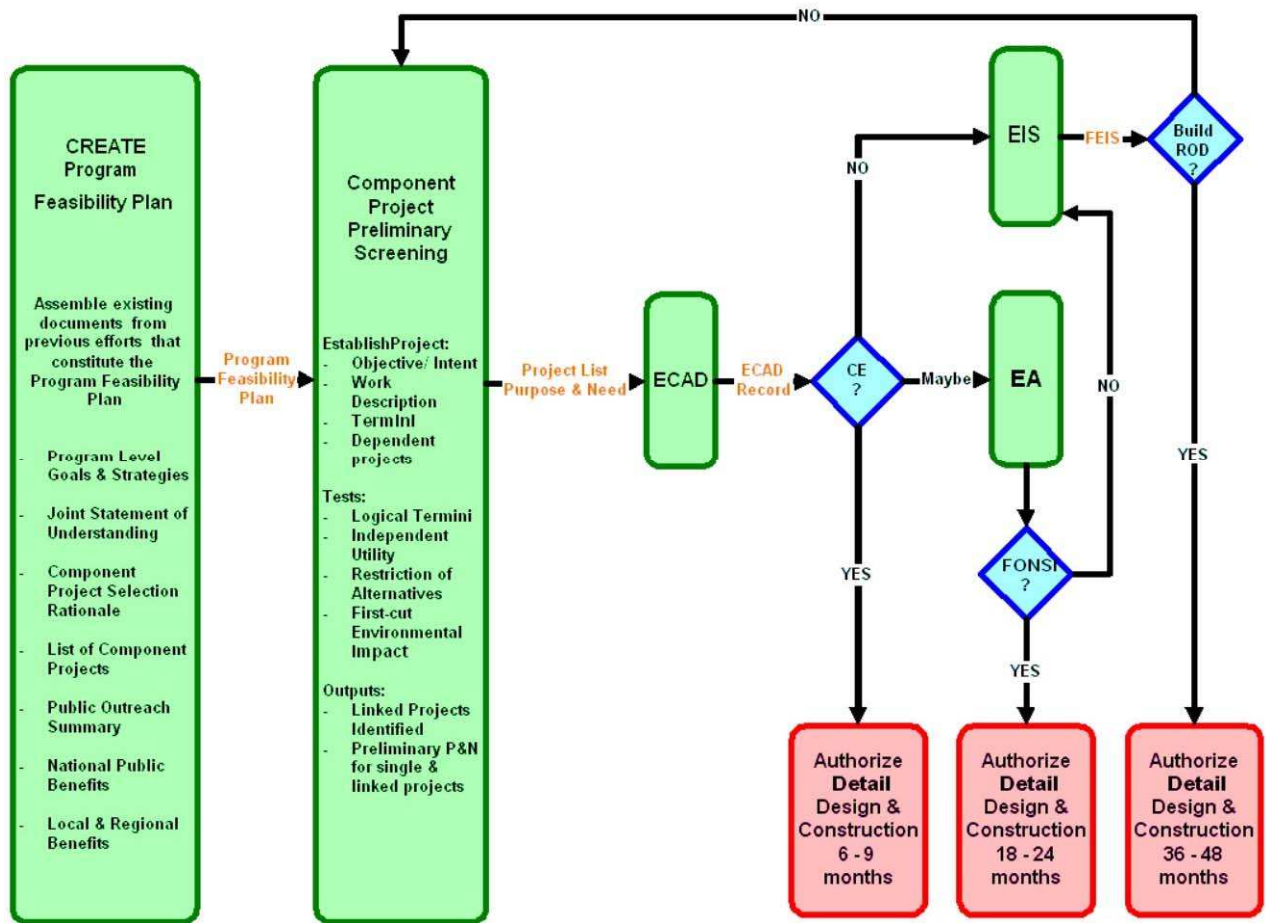 NO
CREATE
Program
Feasibility Plan
Assemble existing
documents from
previous efforts that
constitute the
Program Feasibility
Plan
- Program Level
Goals & Strategies
- Joint Statement of
Understanding
- Component
Project Selection
Rationale
- List of Component
Projects
- Public Outreach
Summary
- National Public
Benefits
- Local & Regional
Benefits
Program
Feasibility
Plan
Component
Project
Preliminary
Screening
EstablishProject:
- Objective/ Intent
- Work
Description
- TermInI
- Dependent
projects
Tests:
- Logical Termini
- Independent
Utility
- Restriction of
Alternatives
- First-cut
Environmental
Impact
Outputs:
- Linked Projects
Identified
- Preliminary P&N
for single &
linked projects
Project List
Purpose & Need
ECAD
ECAD
Record
CE
?
NO
Maybe
YES
EIS
FEIS
Build
ROD
?
EA
NO
FONSI
?
YES
YES
Authorize
Detail
Design &
Construction
6 - 9
months
Authorize
Detail
Design &
Construction
18 - 24
months
Authorize
Detail
Design &
Construction
36 - 48
months